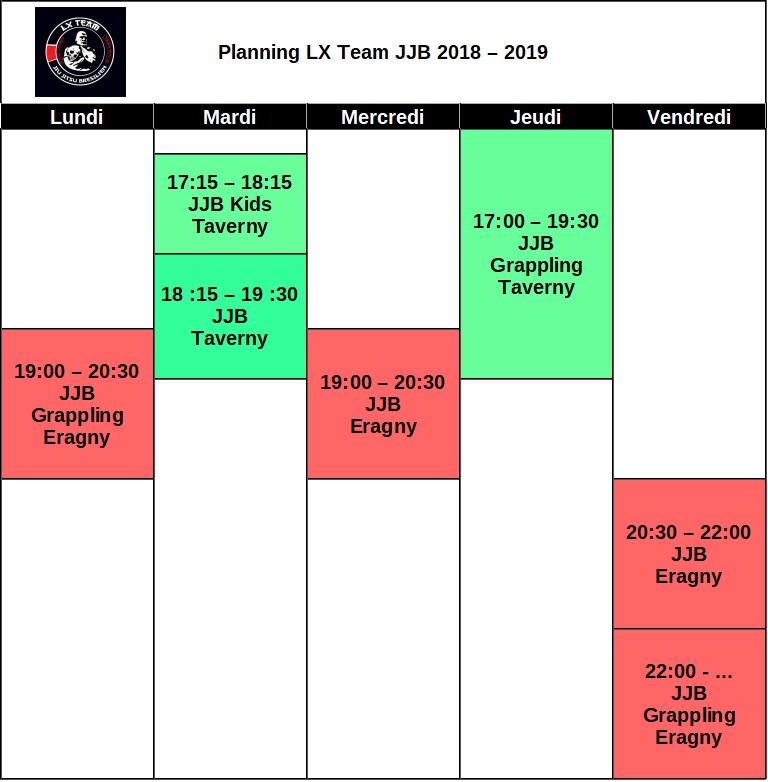 LX TEAM
JIU JITSU BRESILIEN
Planning LX Team JJB 2018 – 2019
Lundi Mardi Mercredi Jeudi Vendredi
17:15 – 18:15
JJB Kids
Taverny
18 :15 – 19 :30
JJB
Taverny
17:00 – 19:30
JJB
Grappling
Taverny
19:00 – 20:30
JJB
Grappling
Eragny
19:00 – 20:30
JJB
Eragny
20:30 – 22:00
JJB
Eragny
22:00 - ...
JJB
Grappling
Eragny